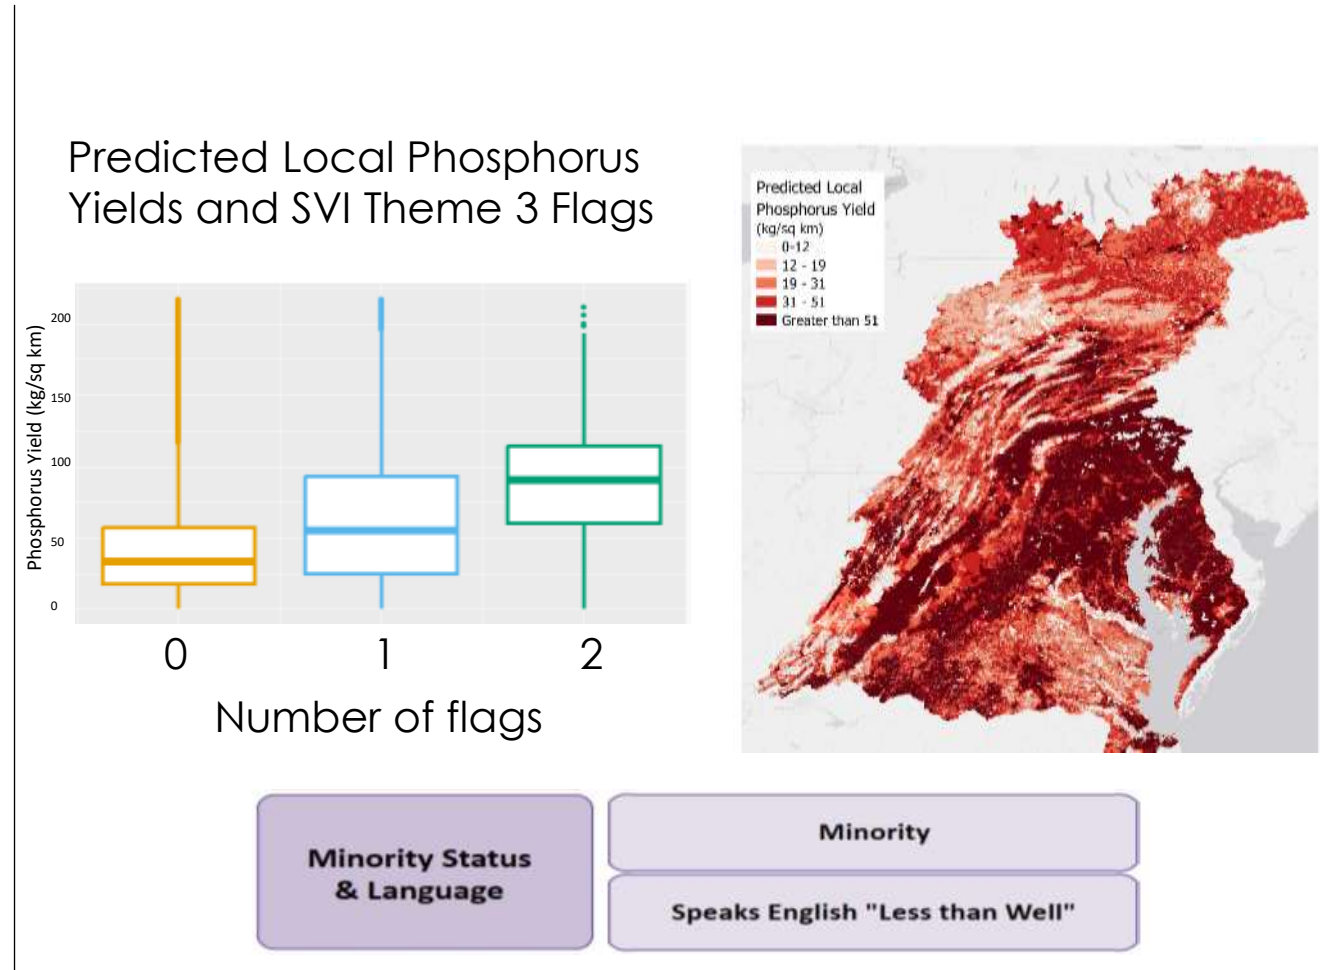 Predicted Local Phosphorus
Yields and SVI Theme 3 Flags
Phosphorus Yield (kg/sq km)
200
150
100
50
0
0
1
2
Number of flags
Predicted Local
Phosphorus Yield
(kg/sq km)
0-12
12 - 19
19 - 31
31 - 51
Greater than 51
Minority Status
& Language
Minority
Speaks English "Less than Well"